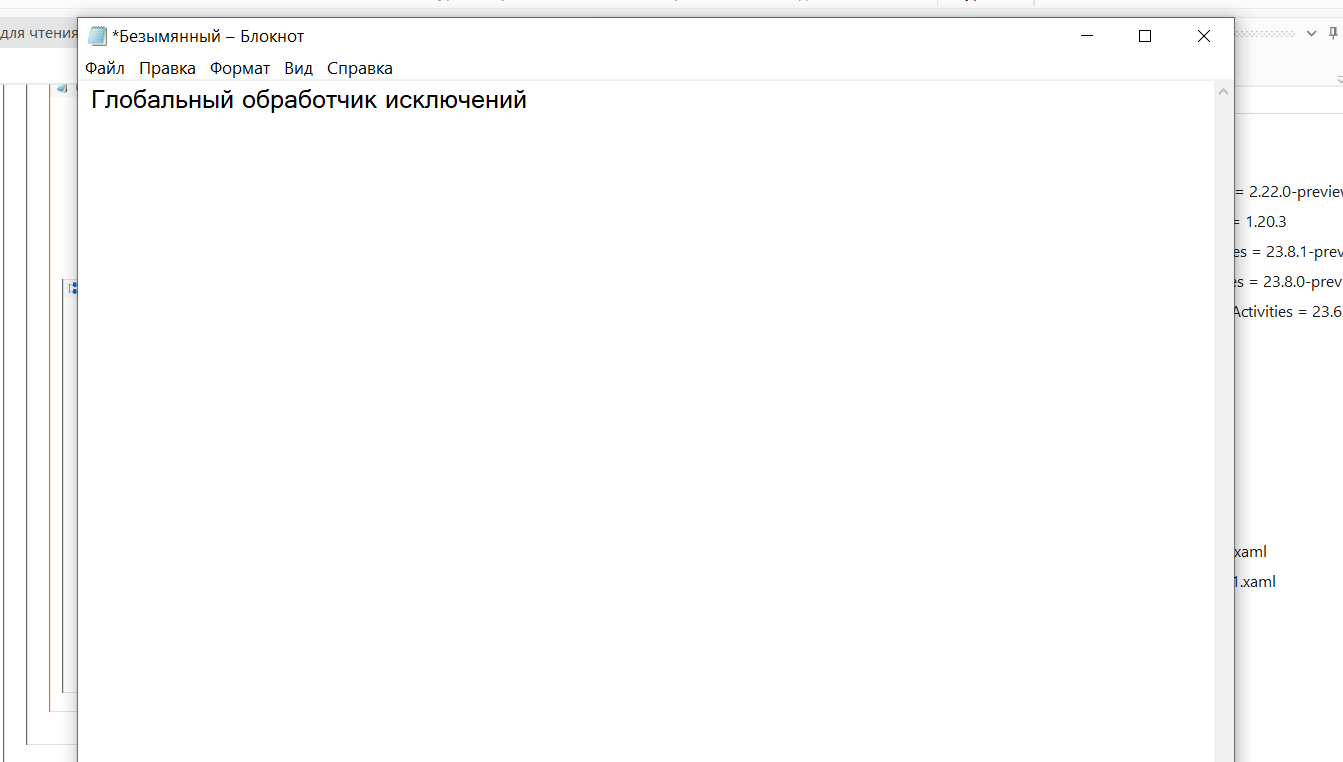 для чтения
*Безымянный – Блокнот
Файл Правка Формат Вид Справка
Глобальный обработчик исключений
= 2.22.0-preview
= 1.20.3
es = 23.8.1-prev
es = 23.8.0-prev
Activities = 23.6
xaml
1.xaml